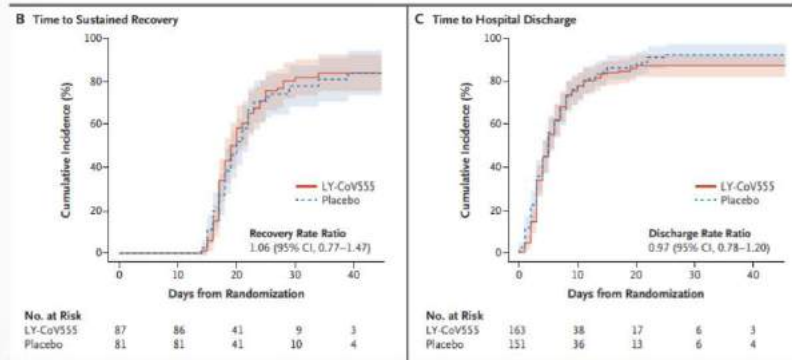 B Time to Sustained Recovery
100
80
60
40
20
0
Cumulative Incidence (%)
LY-CoV555
Placebo
Recovery Rate Ratio
1.06 (95% CI, 0.77–1.47)
0 10 20 30 40
Days from Randomization
No. at Risk
LY-CoV555 87 86 41 9 3
Placebo 81 81 41 10 4
C Time to Hospital Discharge
100
80
60
40
20
0
Cumulative Incidence (%)
LY-CoV555
Placebo
Discharge Rate Ratio
0.97 (95% CI, 0.78–1.20)
0 10 20 30 40
Days from Randomization
No. at Risk
LY-CoV555 163 38 17 6 3
Placebo 151 36 13 6 4